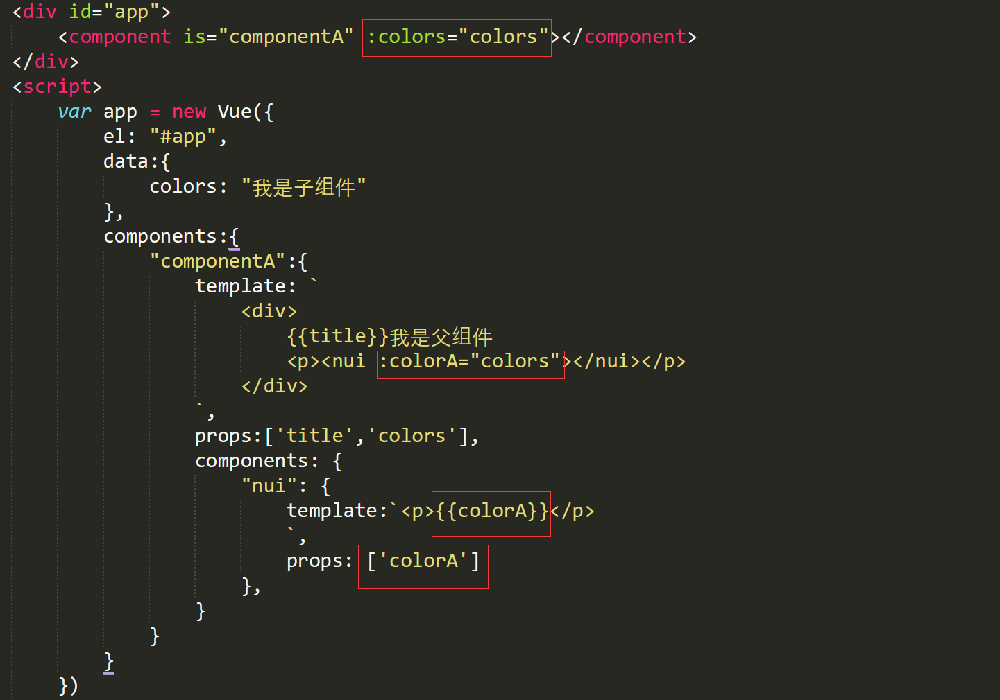 <div id="app">
    <component is="componentA" :colors="colors"></component>
</div>
<script>
    var app = new Vue({
        el: "#app",
        data:{
            colors: "我是子组件"
        },
        components:{
            "componentA":{
                template: `
                    <div>
                        {{title}}我是父组件
                        <p><nui :colorA="colors"></nui></p>
                    </div>
                `,
                props:['title','colors'],
                components: {
                    "nui": {
                        template:`<p>{{colorA}}</p>
                        `,
                        props: ['colorA']
                    },
                }
            }
        }
    })